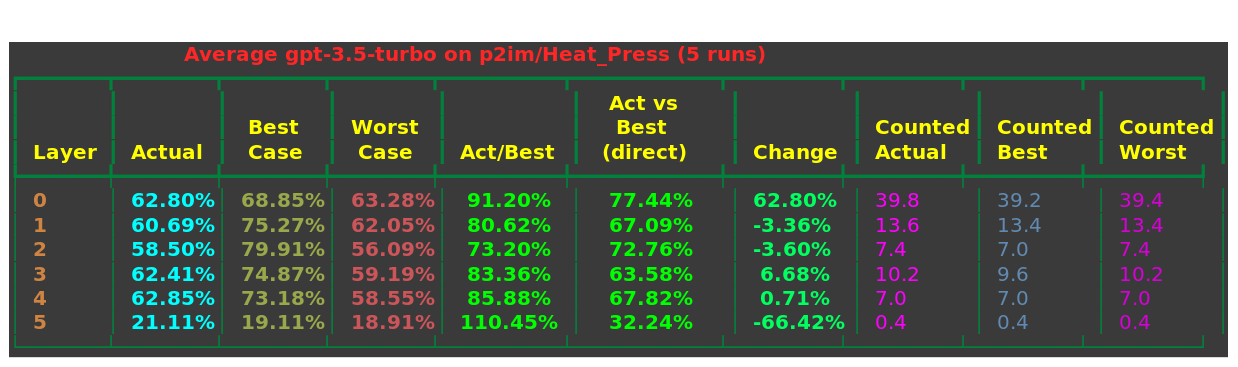 Average gpt-3.5-turbo on p2im/Heat_Press (5 runs)
Act vs
Best Worst Best Counted Counted Counted
Layer Actual Case Case Act/Best (direct) Change Actual Best Worst
0 62.80% 68.85% 63.28% 91.20% 77.44% 62.80% 39.8 39.2 39.4
1 60.69% 75.27% 62.05% 80.62% 67.09% -3.36% 13.6 13.4 13.4
2 58.50% 79.91% 56.09% 73.20% 72.76% -3.60% 7.4 7.0 7.4
3 62.41% 74.87% 59.19% 83.36% 63.58% 6.68% 10.2 9.6 10.2
4 62.85% 73.18% 58.55% 85.88% 67.82% 0.71% 7.0 7.0 7.0
5 21.11% 19.11% 18.91% 110.45% 32.24% -66.42% 0.4 0.4 0.4